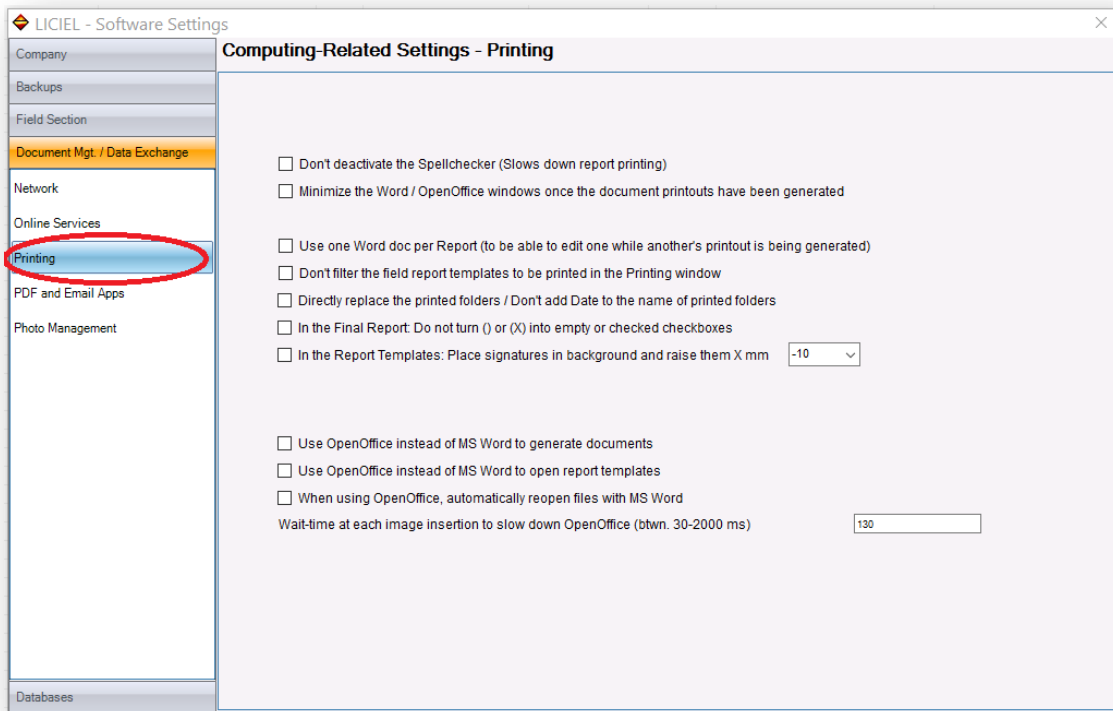 LICIEL - Software Settings
Company
Backups
Field Section
Document Mgt. / Data Exchange
Network
Online Services
Printing
PDF and Email Apps
Photo Management
Databases
Computing-Related Settings - Printing
Don't deactivate the Spellchecker (Slows down report printing)
Minimize the Word / OpenOffice windows once the document printouts have been generated
Use one Word doc per Report (to be able to edit one while another's printout is being generated)
Don't filter the field report templates to be printed in the Printing window
Directly replace the printed folders / Don't add Date to the name of printed folders
In the Final Report: Do not turn () or (X) into empty or checked checkboxes
In the Report Templates: Place signatures in background and raise them X mm -10
Use OpenOffice instead of MS Word to generate documents
Use OpenOffice instead of MS Word to open report templates
When using OpenOffice, automatically reopen files with MS Word
Wait-time at each image insertion to slow down OpenOffice (btwn. 30-2000 ms) 130